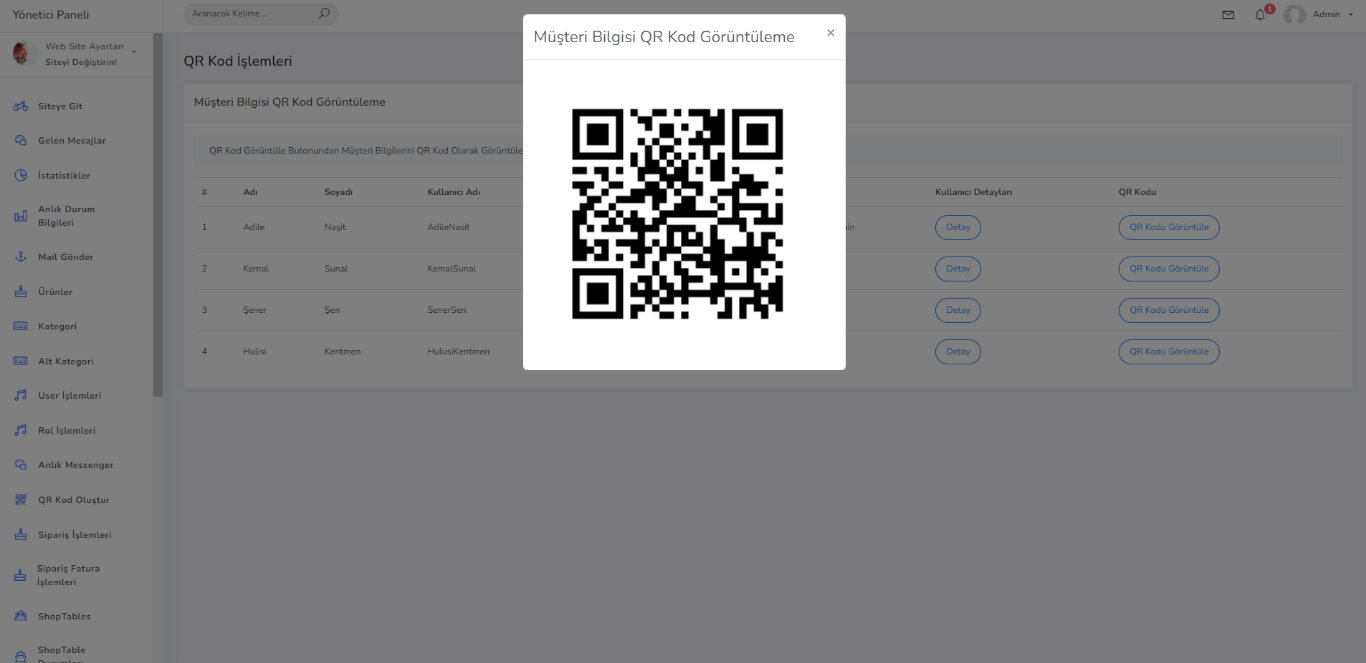 Yönetici Paneli
Aranacak Kelime ...
1
Admin
Web Site Ayarları
Siteyi Değiştirin!
Siteye Git
Gelen Mesajlar
İstatistikler
Anlık Durum
Bilgileri
Mail Gönder
Ürünler
Kategori
Alt Kategori
User İşlemleri
Rol İşlemleri
Anlık Messenger
QR Kod Oluştur
Sipariş İşlemleri
Sipariş Fatura
İşlemleri
ShopTables
ShopTable
QR Kod İşlemleri
Müşteri Bilgisi QR Kod Görüntüleme
QR Kod Görüntüle Butonundan Müşteri Bilgilerini QR Kod Olarak Görüntüle
# Adı Soyadı Kullanıcı Adı Kullanıcı Detayları QR Kodu
1 Adile Naşit AdileNasit Detay QR Kodu Görüntüle
2 Kemal Sunal KemalSunal Detay QR Kodu Görüntüle
3 Şener Şen SenerSen Detay QR Kodu Görüntüle
4 Hulisi Kentmen HulusiKentmen Detay QR Kodu Görüntüle
Müşteri Bilgisi QR Kod Görüntüleme ×